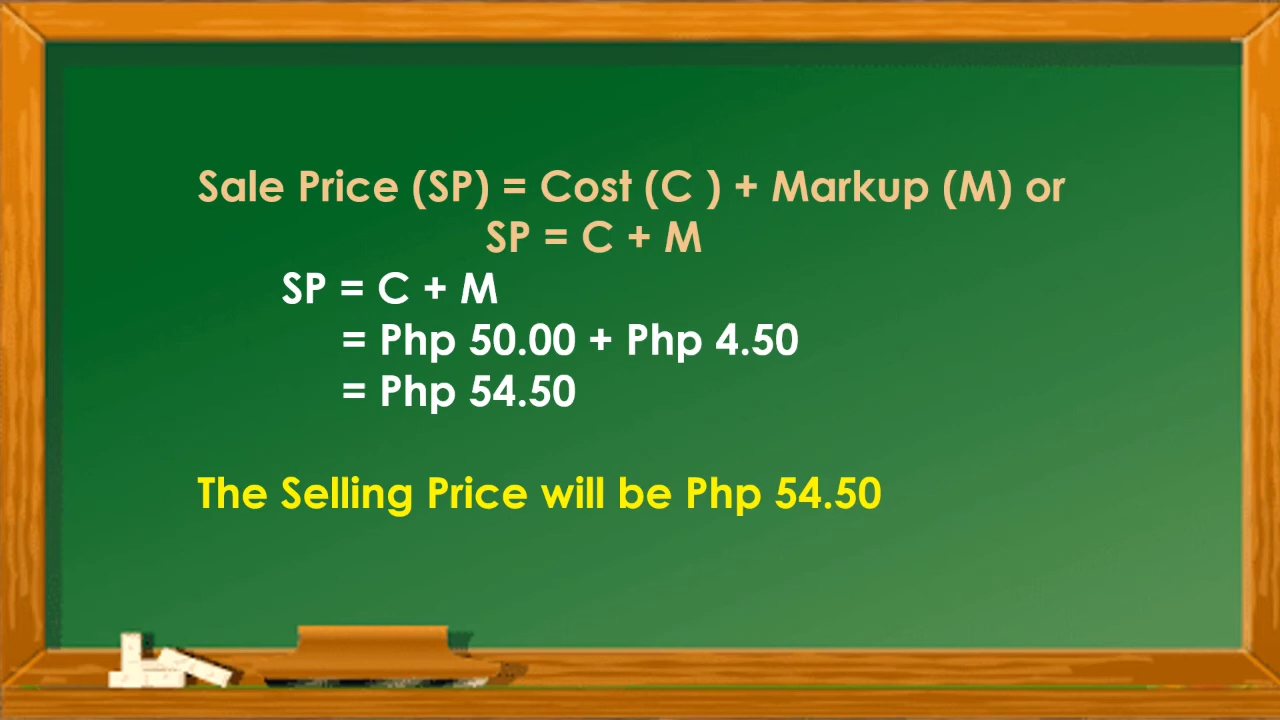 Sale Price (SP) = Cost (C ) + Markup (M) or
SP = C + M
SP = C + M
= Php 50.00 + Php 4.50
= Php 54.50
The Selling Price will be Php 54.50